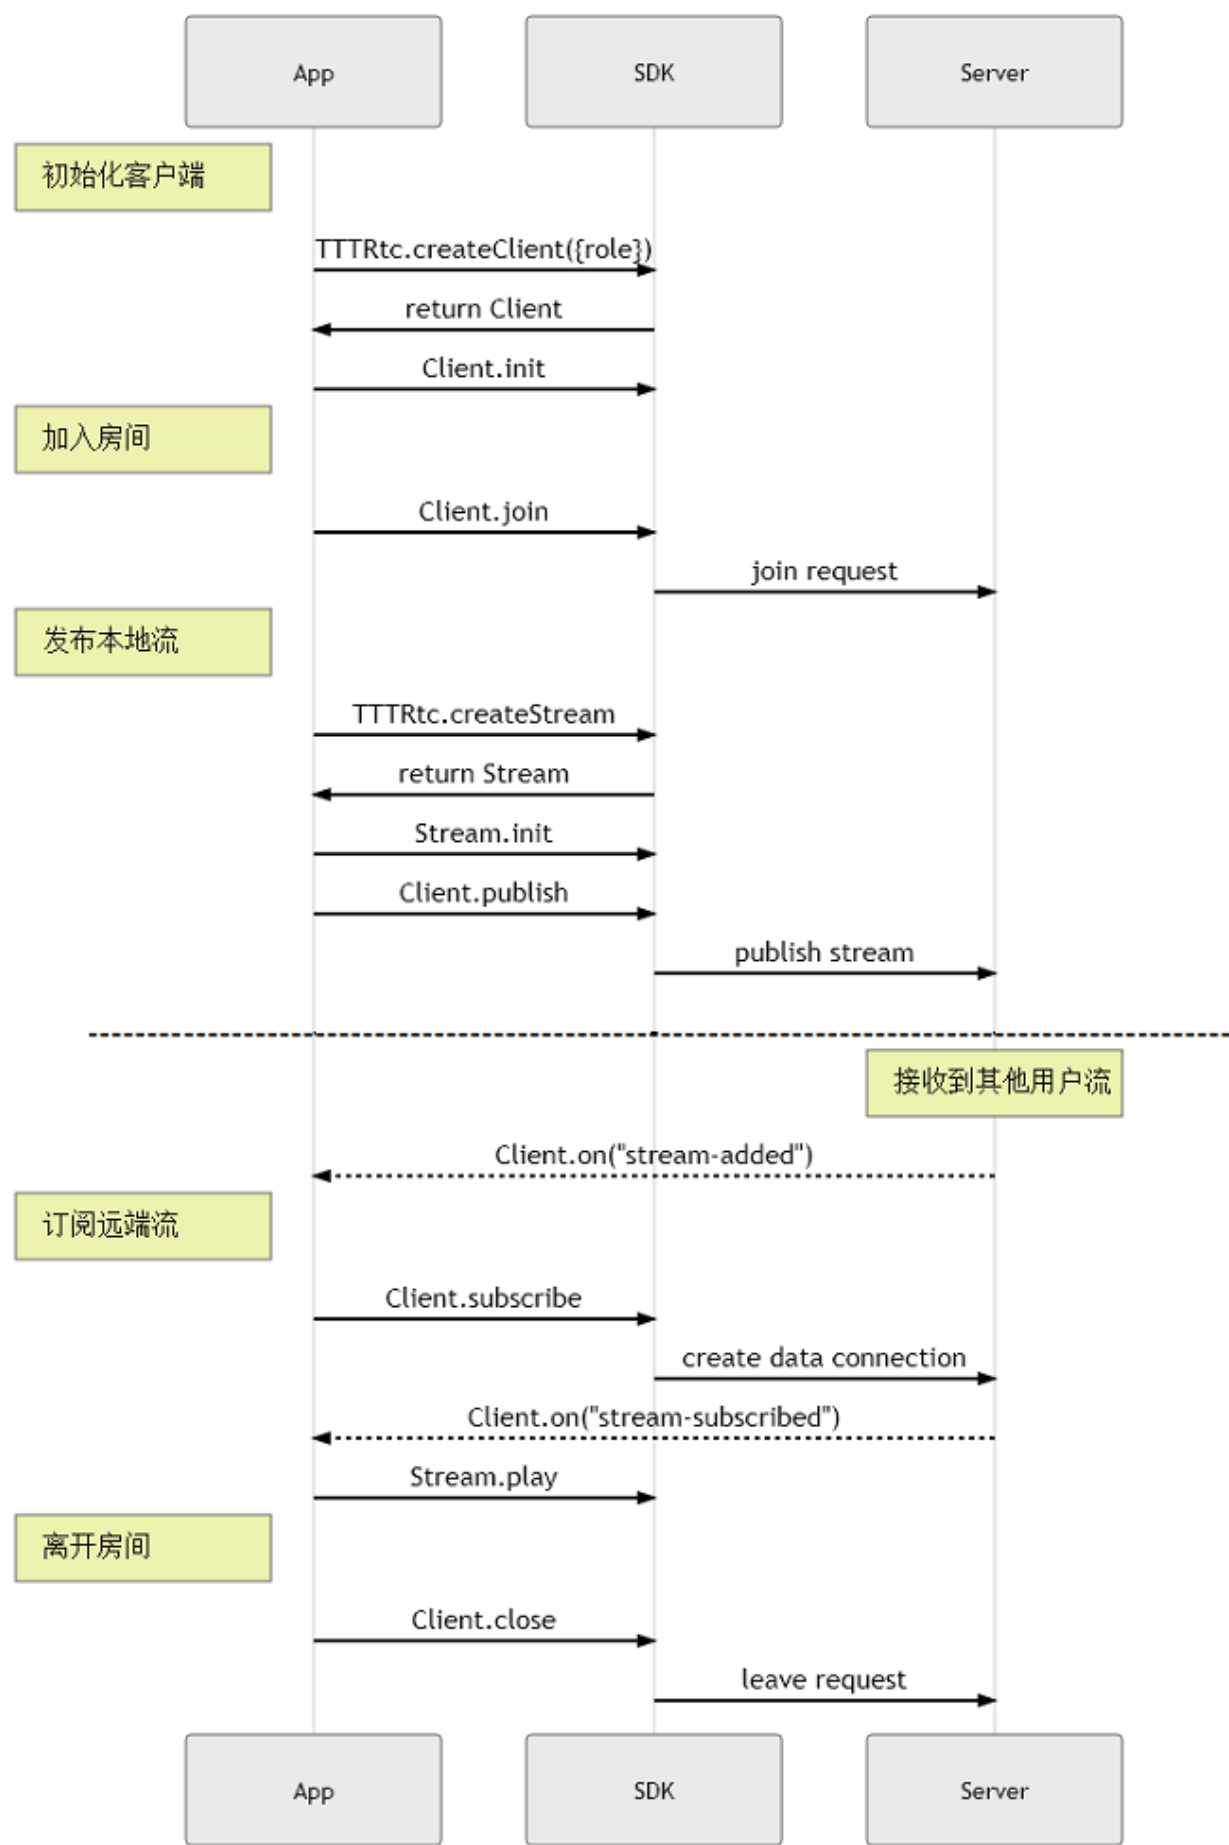 App
SDK
Server
初始化客户端
TTTRtc.createClient({role})
return Client
Client.init
加入房间
Client.join
join request
发布本地流
TTTRtc.createStream
return Stream
Stream.init
Client.publish
publish stream
接收到其他用户流
Client.on("stream-added")
订阅远端流
Client.subscribe
create data connection
Client.on("stream-subscribed")
Stream.play
离开房间
Client.close
leave request
App
SDK
Server